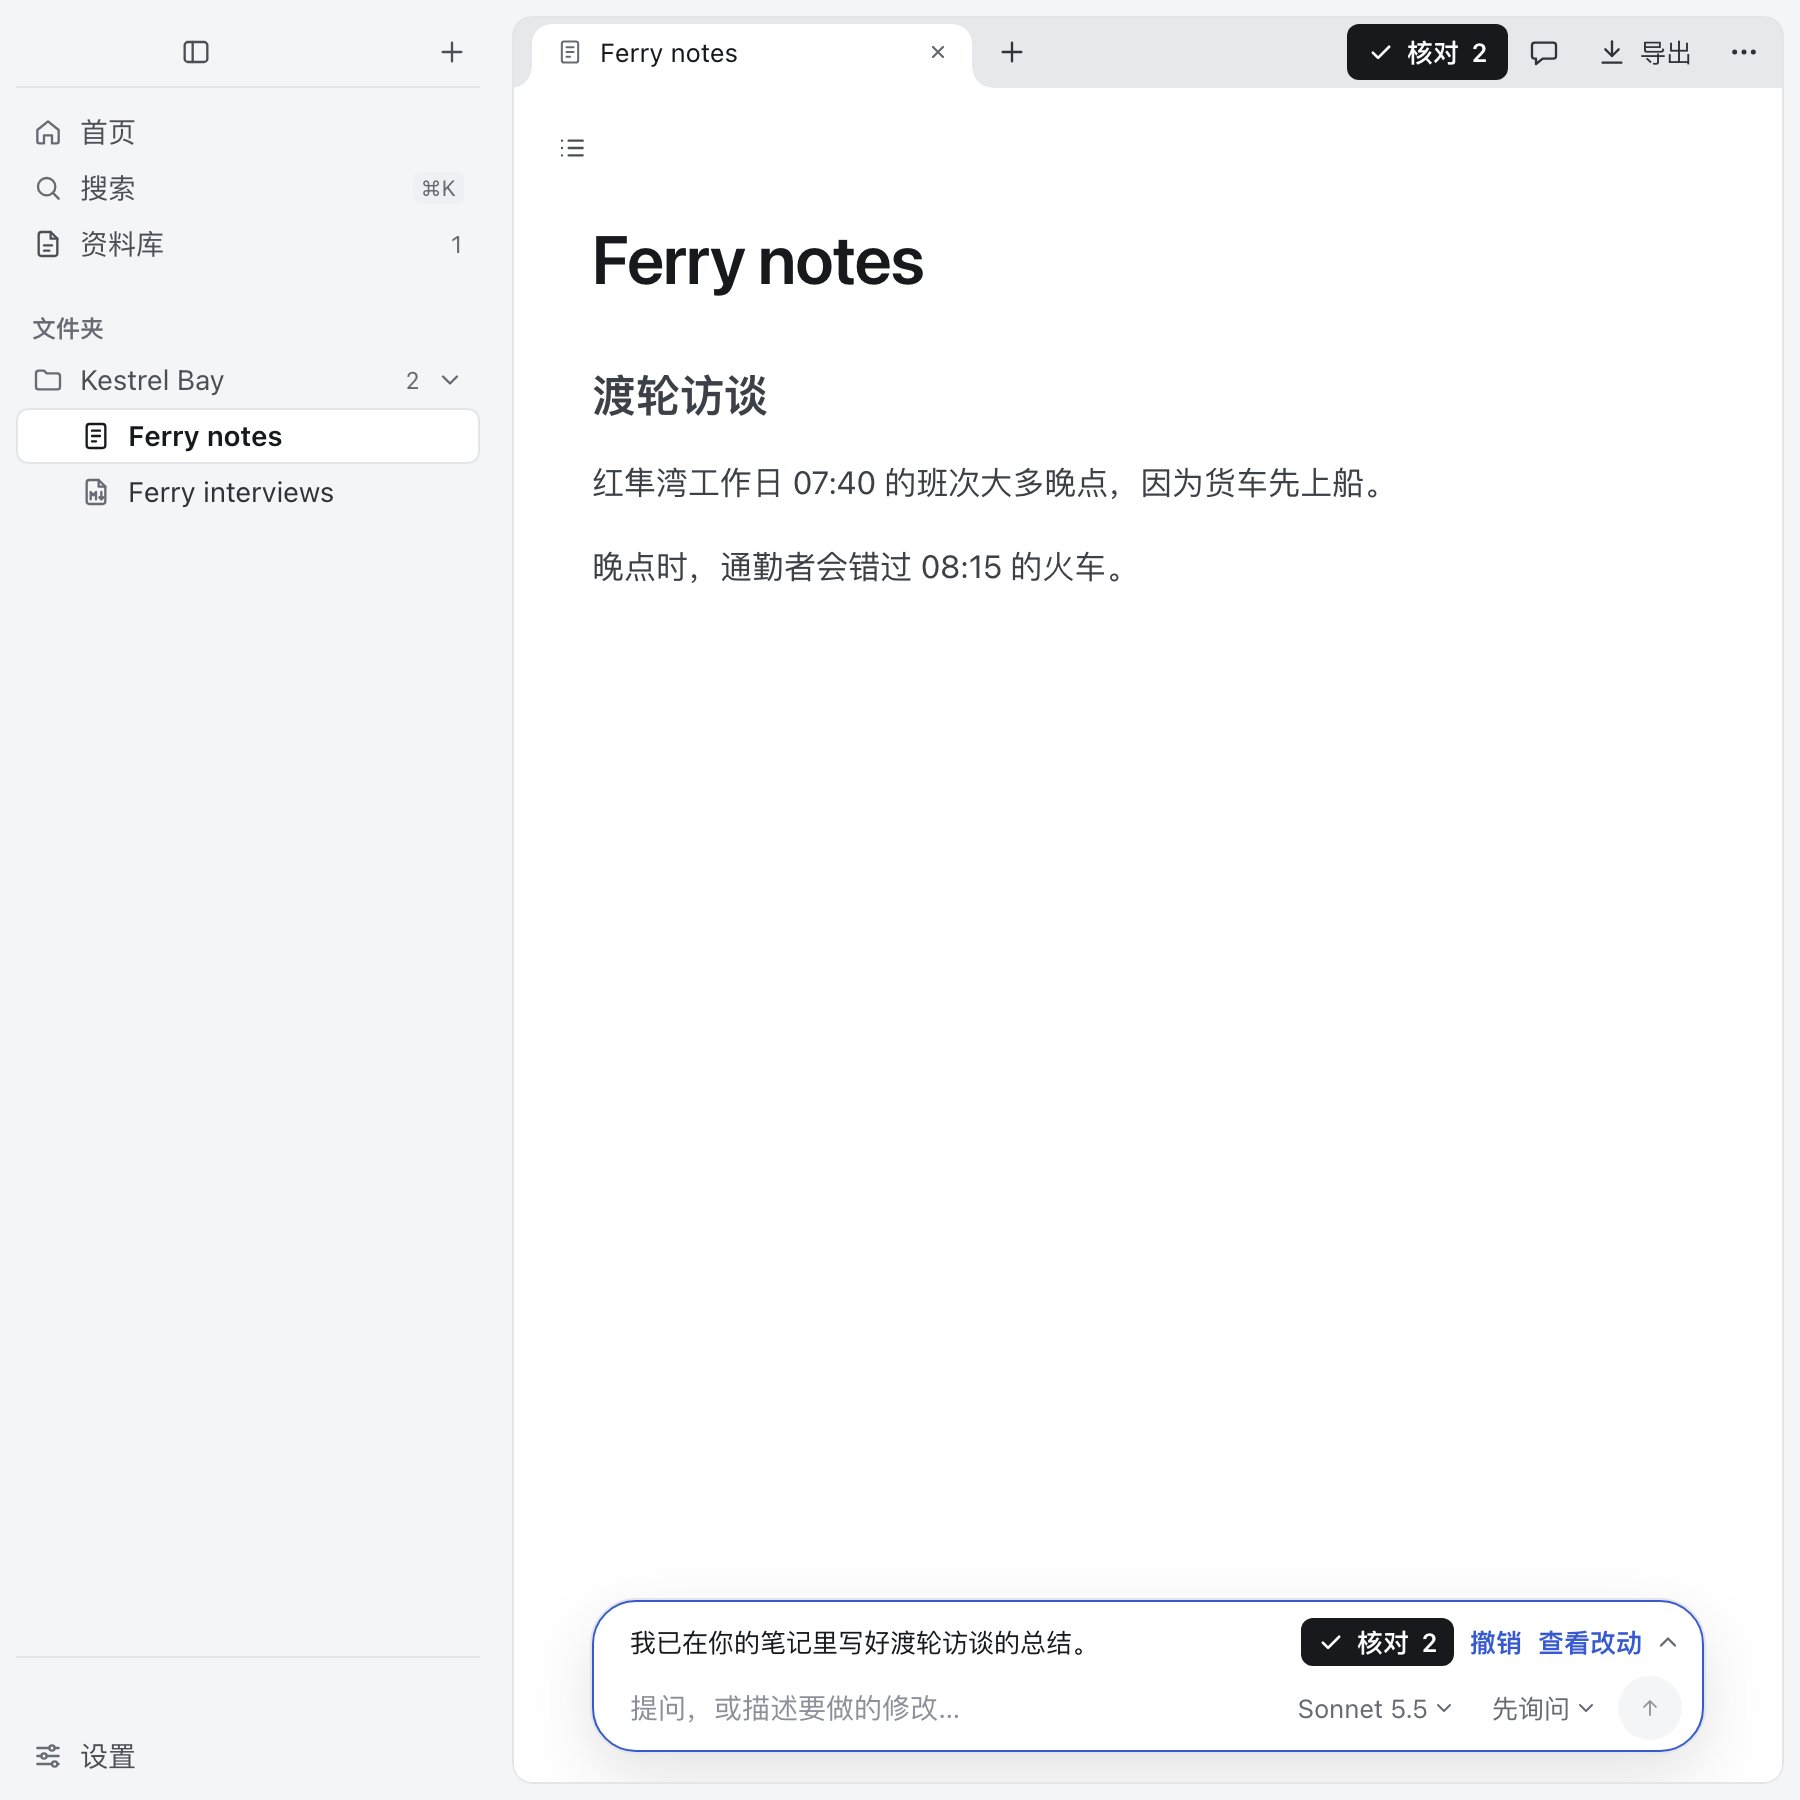 首页
搜索 ⌘K
资料库 1
文件夹
Kestrel Bay 2
Ferry notes
Ferry interviews
设置
Ferry notes
核对 2
导出
Ferry notes
渡轮访谈
红隼湾工作日 07:40 的班次大多晚点，因为货车先上船。
晚点时，通勤者会错过 08:15 的火车。
我已在你的笔记里写好渡轮访谈的总结。 核对 2 撤销 查看改动
提问，或描述要做的修改... Sonnet 5.5 先询问